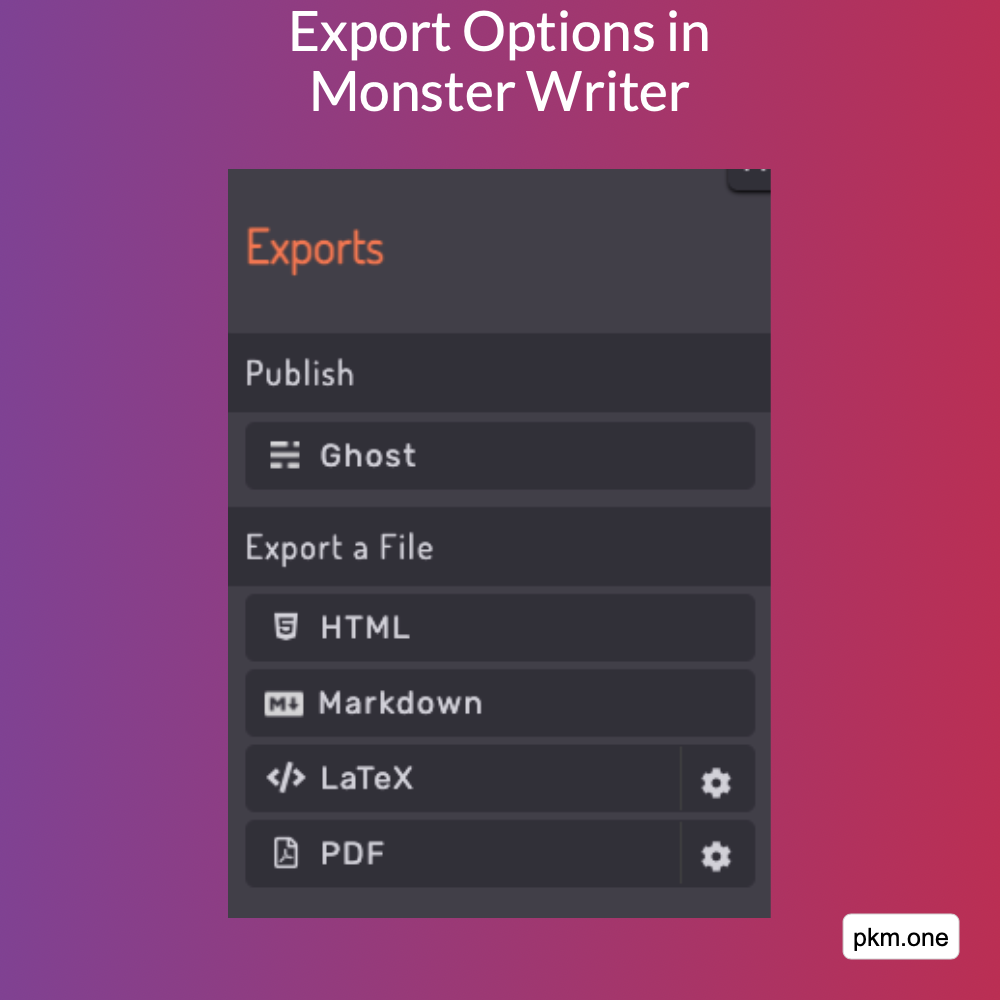 Export Options in
Monster Writer
Exports
Publish
Ghost
Export a File
HTML
Markdown
LaTeX
PDF
pkm.one